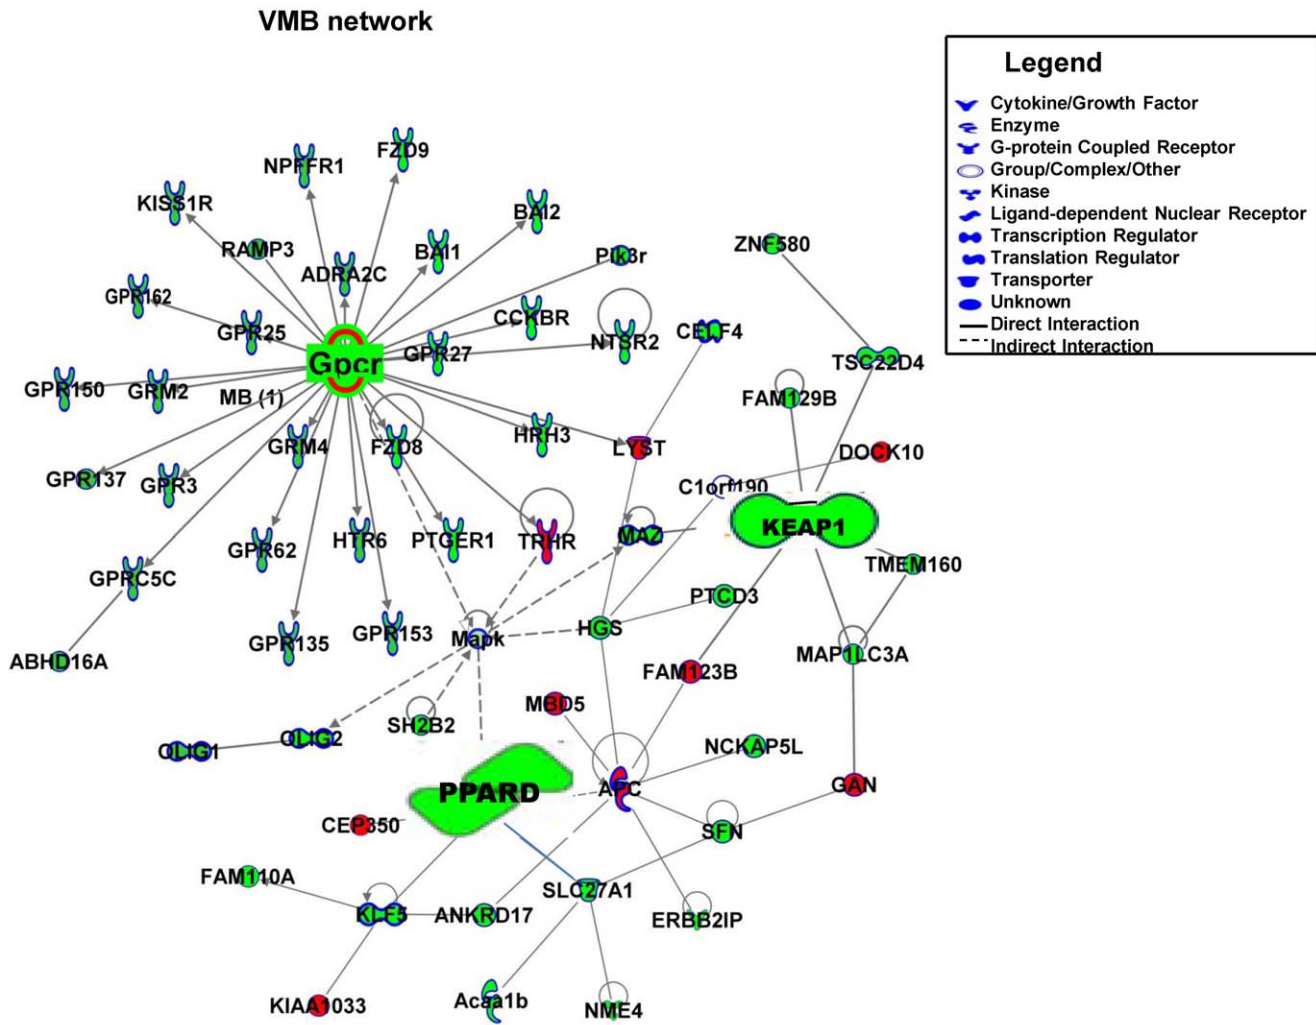 VMB network
Legend
Cytokine/Growth Factor
Enzyme
G-protein Coupled Receptor
Group/Complex/Other
Kinase
Ligand-dependent Nuclear Receptor
Transcription Regulator
Translation Regulator
Transporter
Unknown
Direct Interaction
Indirect Interaction
FZD9
NPFFR1
KISS1R
BAI2
RAMP3
BAI1
Pik3r
ZNF580
ADRA2C
GPR162
CCKBR
GPR25
CELF4
NTSR2
GPR27
Gpcr
TSC22D4
GPR150
GRM2
MB (1)
FAM129B
HRH3
GRM4
FZD8
LYST
DOCK10
GPR137
GPR3
C1orf190
KEAP1
MAZ
HTR6
PTGER1
TRHR
GPR62
TMEM160
GPRC5C
PTCD3
HGS
GPR153
Mapk
GPR135
MAP1LC3A
ABHD16A
FAM123B
MBD5
SH2B2
OLIG2
OLIG1
NCKAP5L
PPARD
APC
GAN
CEP350
SFN
FAM110A
SLC27A1
KLF5
ANKRD17
ERBB2IP
KIAA1033
Acaa1b
NME4